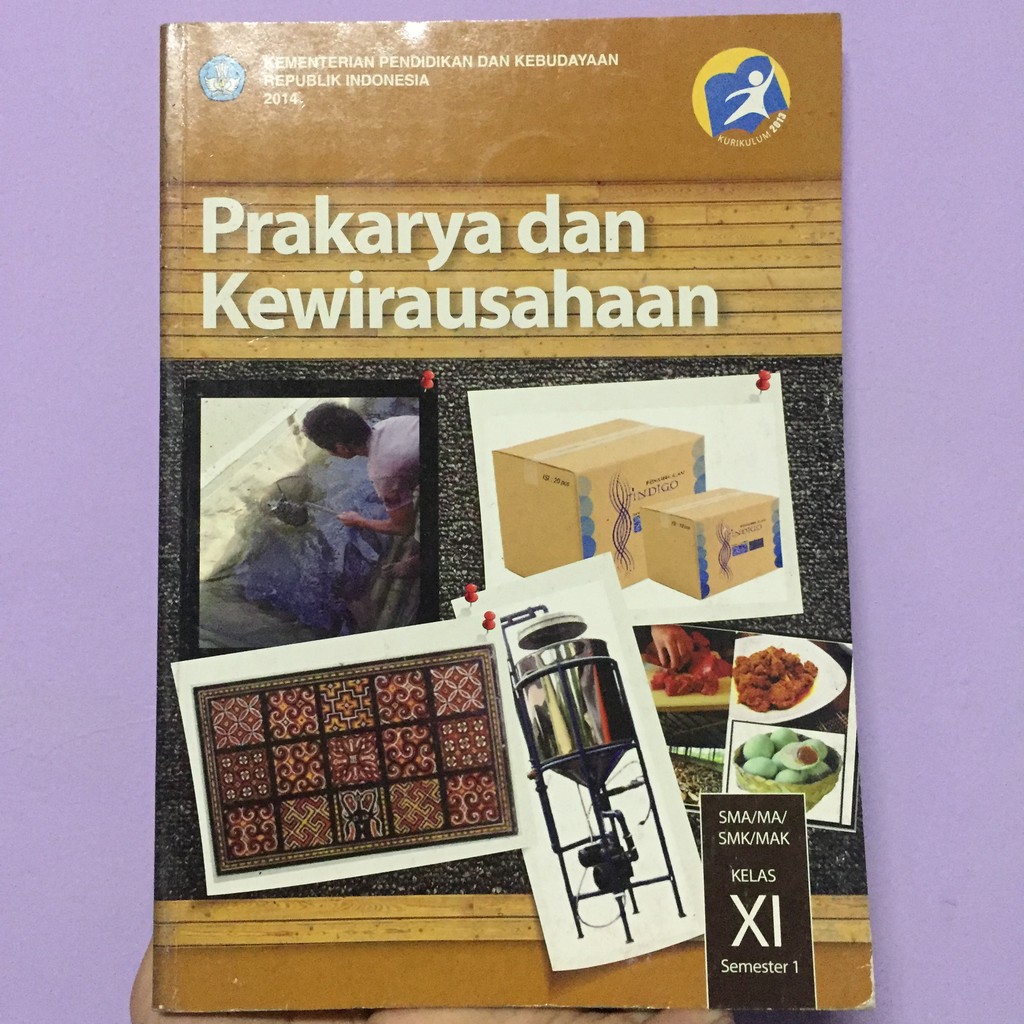 KEMENTERIAN PENDIDIKAN DAN KEBUDAYAAN
REPUBLIK INDONESIA
2014
KURIKULUM 2013
Prakarya dan
Kewirausahaan
INDIGO
INDIGO
SMA/MA/
SMK/MAK
KELAS
XI
Semester 1